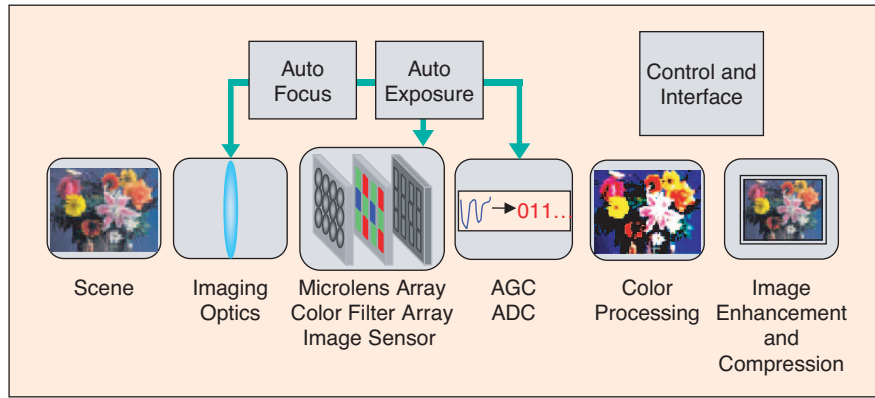 Auto
Focus
Auto
Exposure
Control and
Interface
011...
Scene
Imaging
Optics
Microlens Array
Color Filter Array
Image Sensor
AGC
ADC
Color
Processing
Image
Enhancement
and
Compression